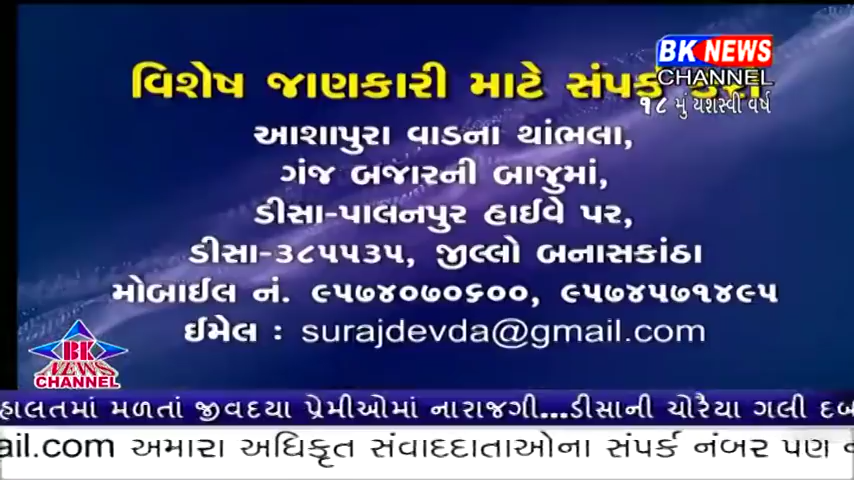 વિશેષ જાણકારી માટે સંપર્ક કરો
BK NEWS
CHANNEL
૧૮ મું યશસ્વી વર્ષ
આશાપુરા વાડના થાંભલા,
ગંજ બજારની બાજુમાં,
ડીસા-પાલનપુર હાઈવે પર,
ડીસા-૩૮૫૫૩૫, જીલ્લો બનાસકાંઠા
મોબાઈલ નં. ૯૫૭૪૦૭૦૬૦૦, ૯૫૭૪૫૭૧૪૯૫
ઈમેલ : surajdevda@gmail.com
BK
NEWS
CHANNEL
હાલતમાં મળતાં જીવદયા પ્રેમીઓમાં નારાજગી...ડીસાની ચોરૈયા ગલી દબ
ail.com અમારા અધિકૃત સંવાદદાતાઓના સંપર્ક નંબર પણ